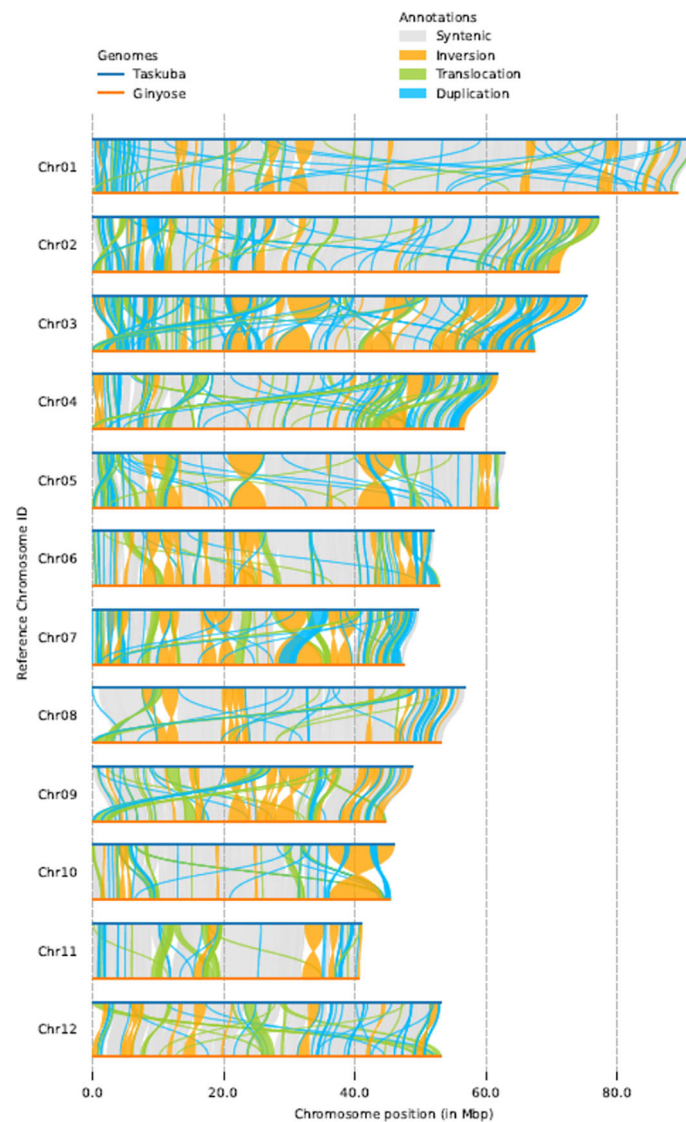 Annotations
Syntenic
Genomes
Inversion
Taskuba
Translocation
Ginyose
Duplication
Chr01
Chr02
Chr03
Chr04
Chr05
Chr06
Chr07
Chr08
Chr09
Chr10
Chr11
Chr12
Reference Chromosome ID
0.0 20.0 40.0 60.0 80.0
Chromosome position (in Mbp)